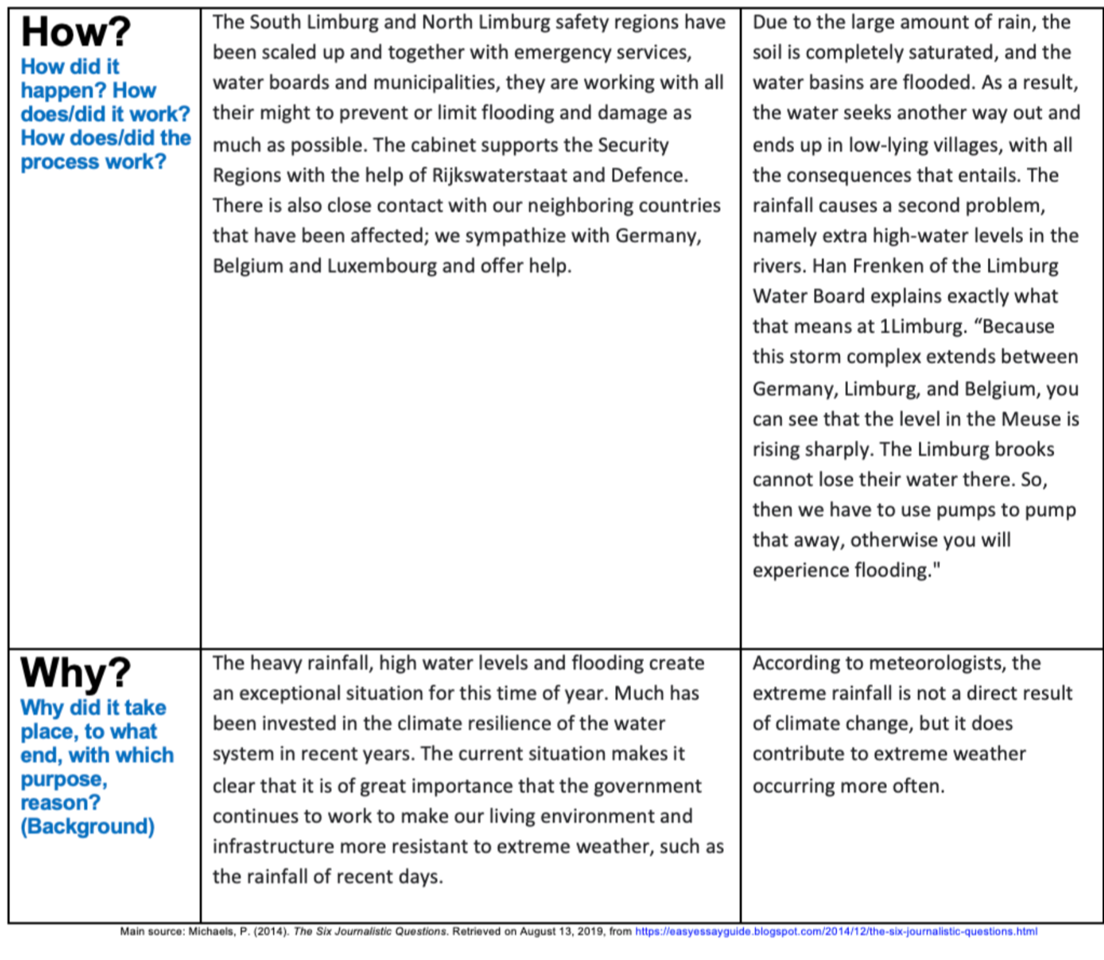 How?
How did it
happen? How
does/did it work?
How does/did the
process work?
The South Limburg and North Limburg safety regions have
been scaled up and together with emergency services,
water boards and municipalities, they are working with all
their might to prevent or limit flooding and damage as
much as possible. The cabinet supports the Security
Regions with the help of Rijkswaterstaat and Defence.
There is also close contact with our neighboring countries
that have been affected; we sympathize with Germany,
Belgium and Luxembourg and offer help.
Due to the large amount of rain, the
soil is completely saturated, and the
water basins are flooded. As a result,
the water seeks another way out and
ends up in low-lying villages, with all
the consequences that entails. The
rainfall causes a second problem,
namely extra high-water levels in the
rivers. Han Frenken of the Limburg
Water Board explains exactly what
that means at 1Limburg. “Because
this storm complex extends between
Germany, Limburg, and Belgium, you
can see that the level in the Meuse is
rising sharply. The Limburg brooks
cannot lose their water there. So,
then we have to use pumps to pump
that away, otherwise you will
experience flooding."
Why?
Why did it take
place, to what
end, with which
purpose,
reason?
(Background)
The heavy rainfall, high water levels and flooding create
an exceptional situation for this time of year. Much has
been invested in the climate resilience of the water
system in recent years. The current situation makes it
clear that it is of great importance that the government
continues to work to make our living environment and
infrastructure more resistant to extreme weather, such as
the rainfall of recent days.
According to meteorologists, the
extreme rainfall is not a direct result
of climate change, but it does
contribute to extreme weather
occurring more often.
Main source: Michaels, P. (2014). The Six Journalistic Questions. Retrieved on August 13, 2019, from https://easyessayguide.blogspot.com/2014/12/the-six-journalistic-questions.html